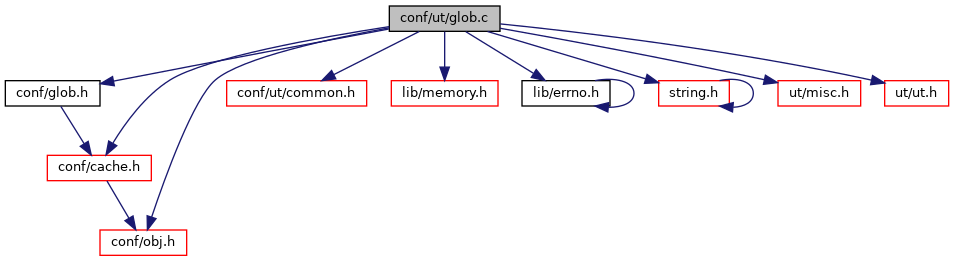 conf/ut/glob.c
conf/glob.h
conf/ut/common.h
lib/memory.h
lib/errno.h
string.h
ut/misc.h
ut/ut.h
conf/cache.h
conf/obj.h